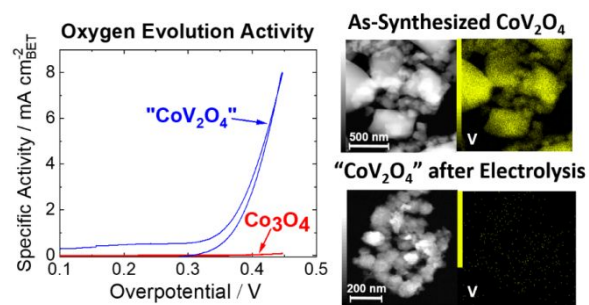 Oxygen Evolution Activity
Specific Activity / mA cm⁻²BET
8
6
4
2
0
"CoV₂O₄"
Co₃O₄
0.1 0.2 0.3 0.4 0.5
Overpotential / V
As-Synthesized CoV₂O₄
500 nm
V
“CoV₂O₄” after Electrolysis
200 nm
V